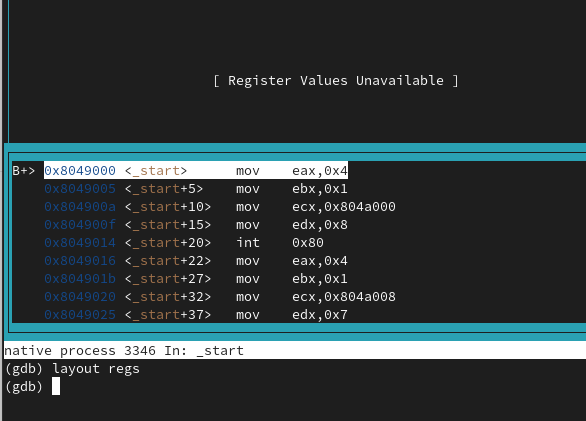 [ Register Values Unavailable ]
B+> 0x8049000 <_start> mov eax,0x4
0x8049005 <_start+5> mov ebx,0x1
0x804900a <_start+10> mov ecx,0x804a000
0x804900f <_start+15> mov edx,0x8
0x8049014 <_start+20> int 0x80
0x8049016 <_start+22> mov eax,0x4
0x804901b <_start+27> mov ebx,0x1
0x8049020 <_start+32> mov ecx,0x804a008
0x8049025 <_start+37> mov edx,0x7
native process 3346 In: _start
(gdb) layout regs
(gdb)